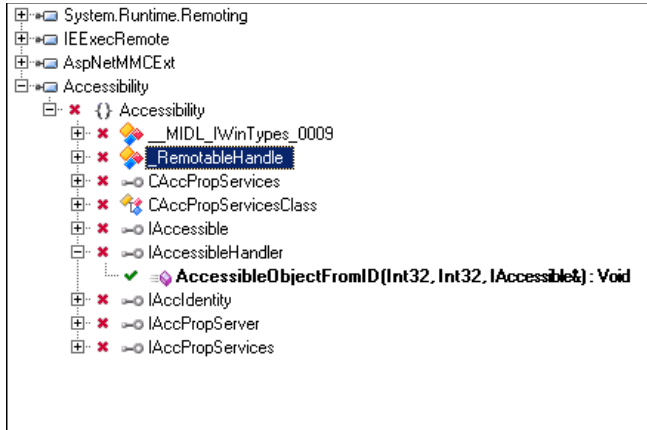 System.Runtime.Remoting
IEExecRemote
AspNetMMCExt
Accessibility
{} Accessibility
__MIDL_IWinTypes_0009
_RemotableHandle
CAccPropServices
CAccPropServicesClass
IAccessible
IAccessibleHandler
AccessibleObjectFromID(Int32, Int32, IAccessible&) : Void
IAccIdentity
IAccPropServer
IAccPropServices